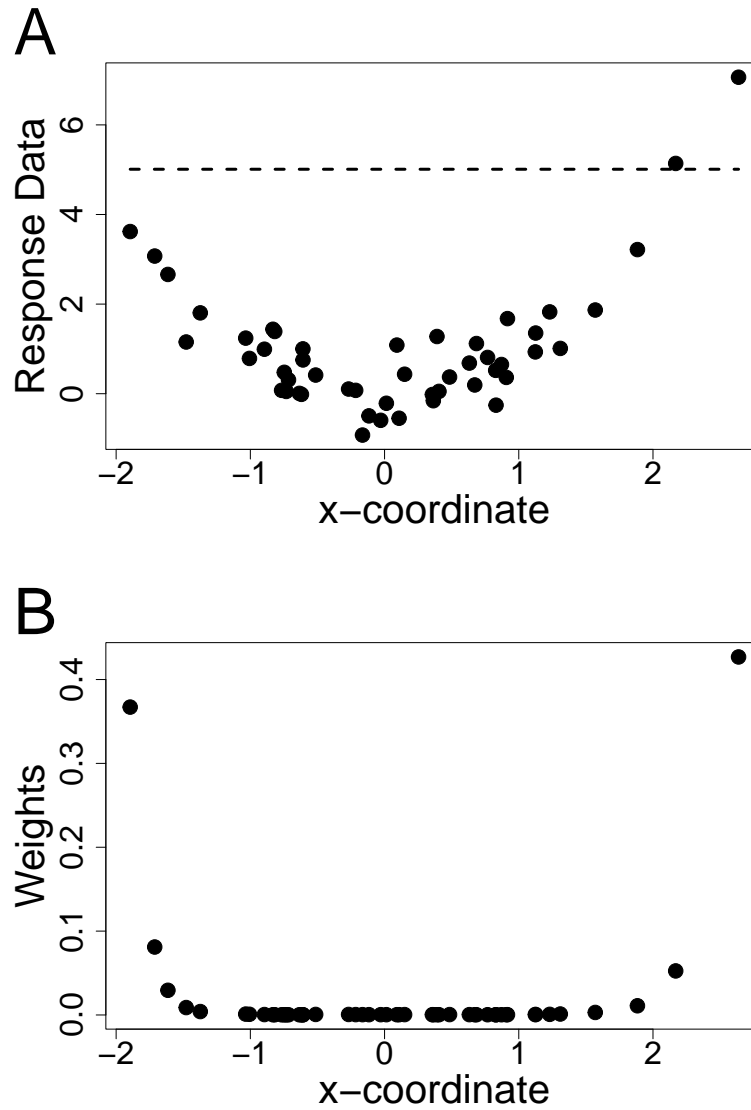 A
Response Data
6
4
2
0
−2 −1 0 1 2
x−coordinate
B
Weights
0.4
0.3
0.2
0.1
0.0
−2 −1 0 1 2
x−coordinate